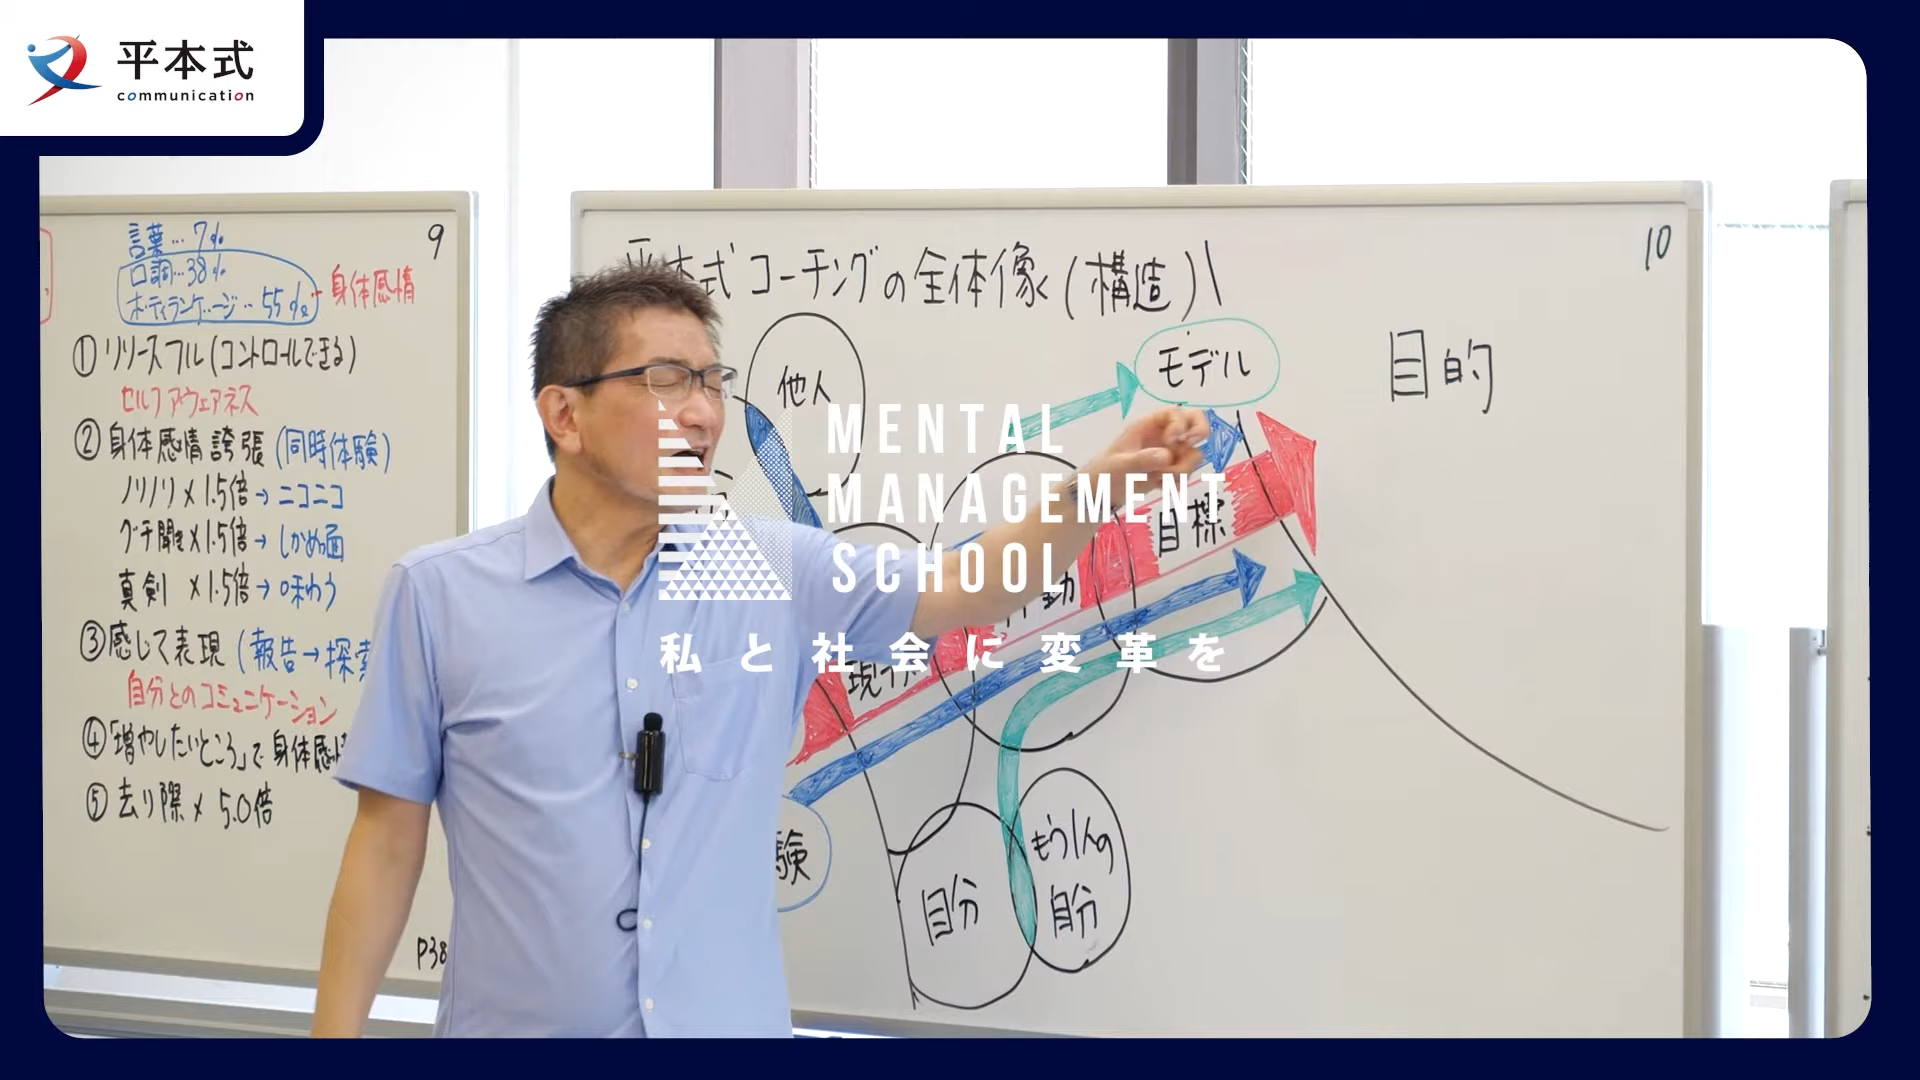 平本式
communication
言葉…7%
口調…38%
ボディランゲージ…55%
身体感情
9
①リソースフル(コントロールできる)
セルフアウェアネス
②身体感情誇張(同時体験)
ノリノリ×1.5倍→ニコニコ
グチ聞き×1.5倍→しかめ面
真剣 ×1.5倍→味わう
③感じて表現(報告→探索
自分とのコミュニケーション
④「増やしたいところ」で身体感情
⑤去り際×5.0倍
P38
平本式コーチングの全体像(構造)
10
他人
モデル
目的
目標
動
現
験
自分
もう1人の
自分
MENTAL
MANAGEMENT
SCHOOL
私と社会に変革を